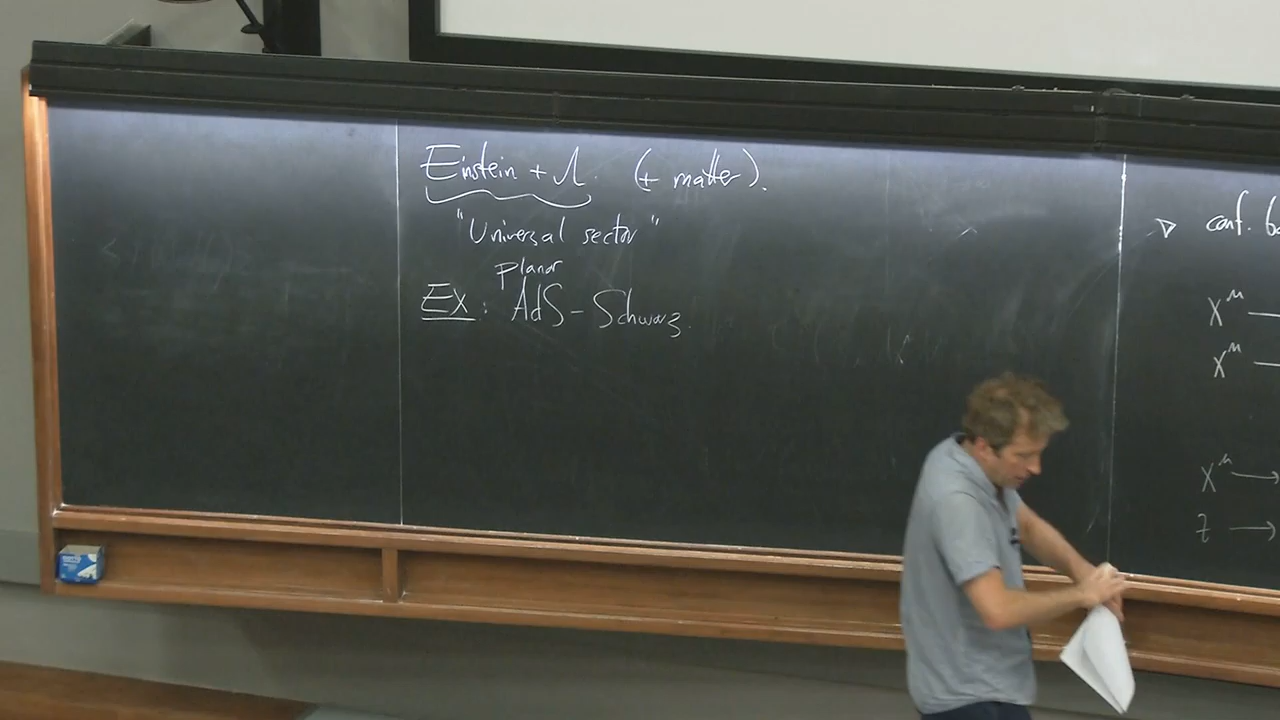 Einstein + Λ (+ matter).
"Universal sector"
planar
Ex: AdS - Schwarz.
▷ conf.
X^μ —
X^μ —
X^μ →
z →